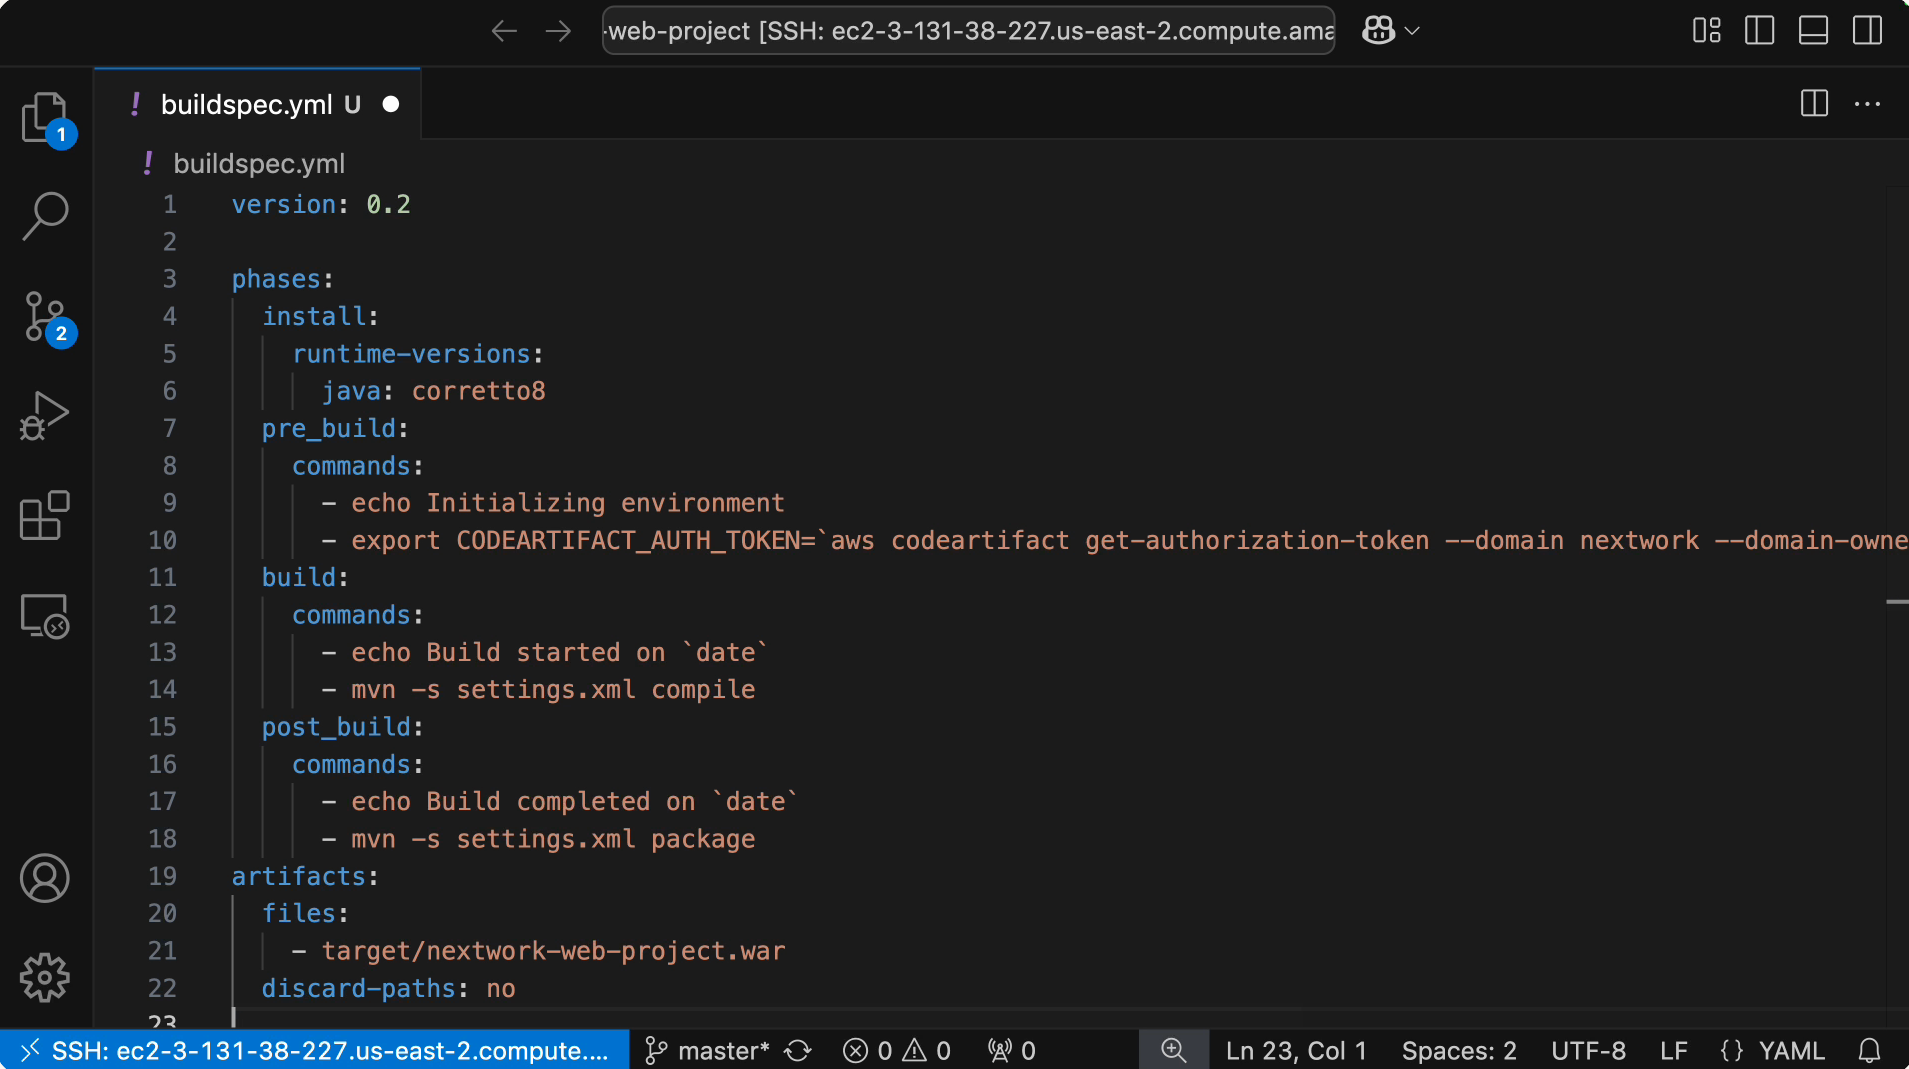 -web-project [SSH: ec2-3-131-38-227.us-east-2.compute.ama
1
2
! buildspec.yml U
! buildspec.yml
1 version: 0.2
2
3 phases:
4 install:
5 runtime-versions:
6 java: corretto8
7 pre_build:
8 commands:
9 - echo Initializing environment
10 - export CODEARTIFACT_AUTH_TOKEN=`aws codeartifact get-authorization-token --domain nextwork --domain-owne
11 build:
12 commands:
13 - echo Build started on `date`
14 - mvn -s settings.xml compile
15 post_build:
16 commands:
17 - echo Build completed on `date`
18 - mvn -s settings.xml package
19 artifacts:
20 files:
21 - target/nextwork-web-project.war
22 discard-paths: no
23
SSH: ec2-3-131-38-227.us-east-2.compute.... master* 0 0 0 Ln 23, Col 1 Spaces: 2 UTF-8 LF {} YAML